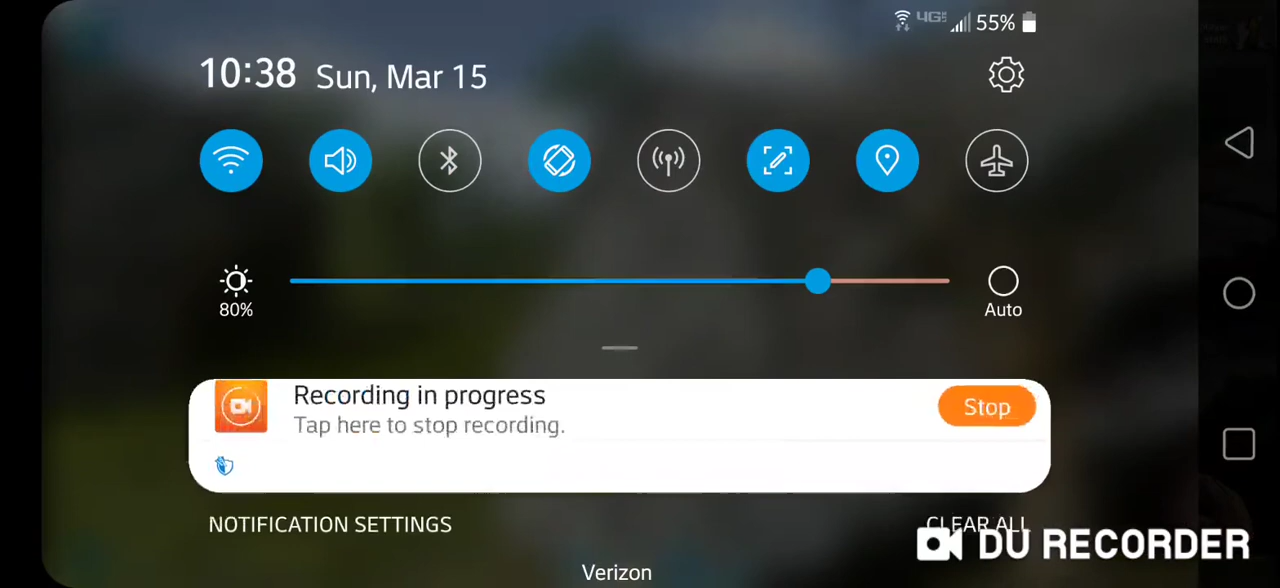 4G 55%
10:38 Sun, Mar 15
80%
Auto
Recording in progress
Tap here to stop recording.
Stop
NOTIFICATION SETTINGS
CLEAR ALL
DU RECORDER
Verizon